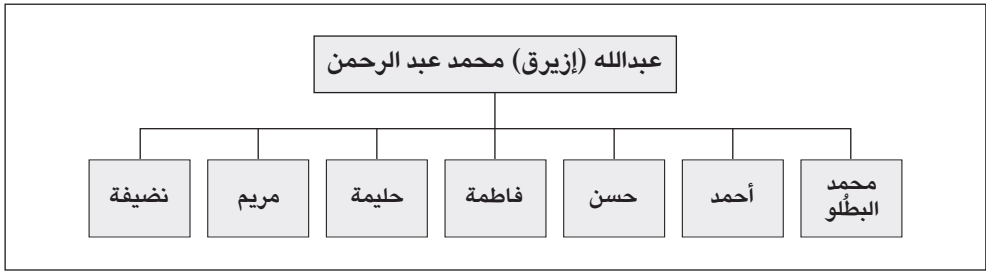 عبدالله (إزيرق) محمد عبد الرحمن
محمد
البطُلو
أحمد
حسن
فاطمة
حليمة
مريم
نضيفة